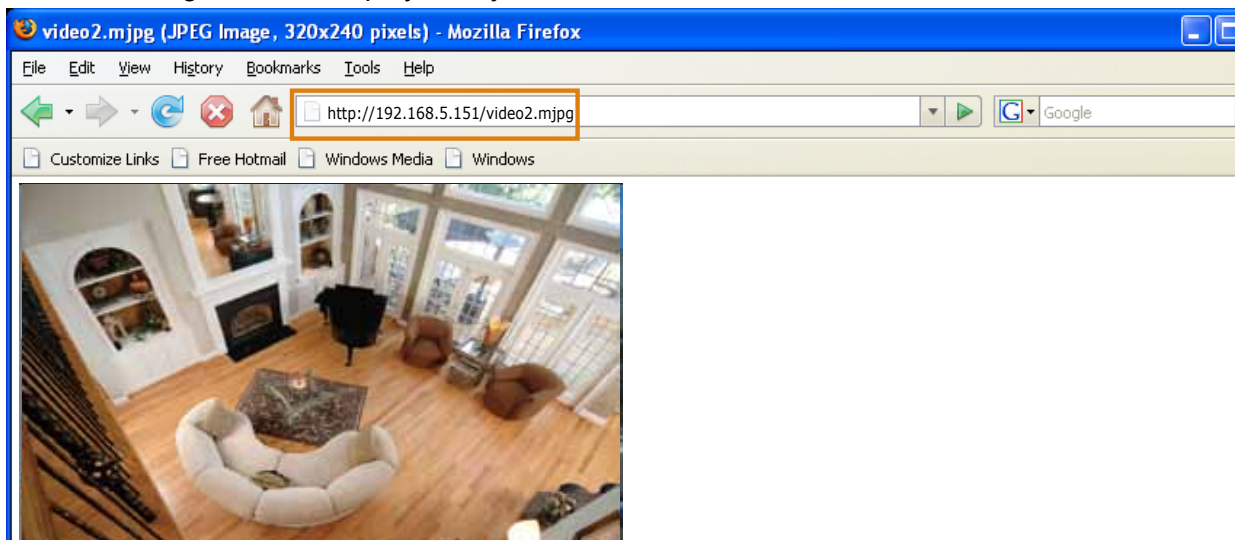 video2.mjpg (JPEG Image, 320x240 pixels) - Mozilla Firefox
File Edit View History Bookmarks Tools Help
http://192.168.5.151/video2.mjpg G Google
Customize Links Free Hotmail Windows Media Windows